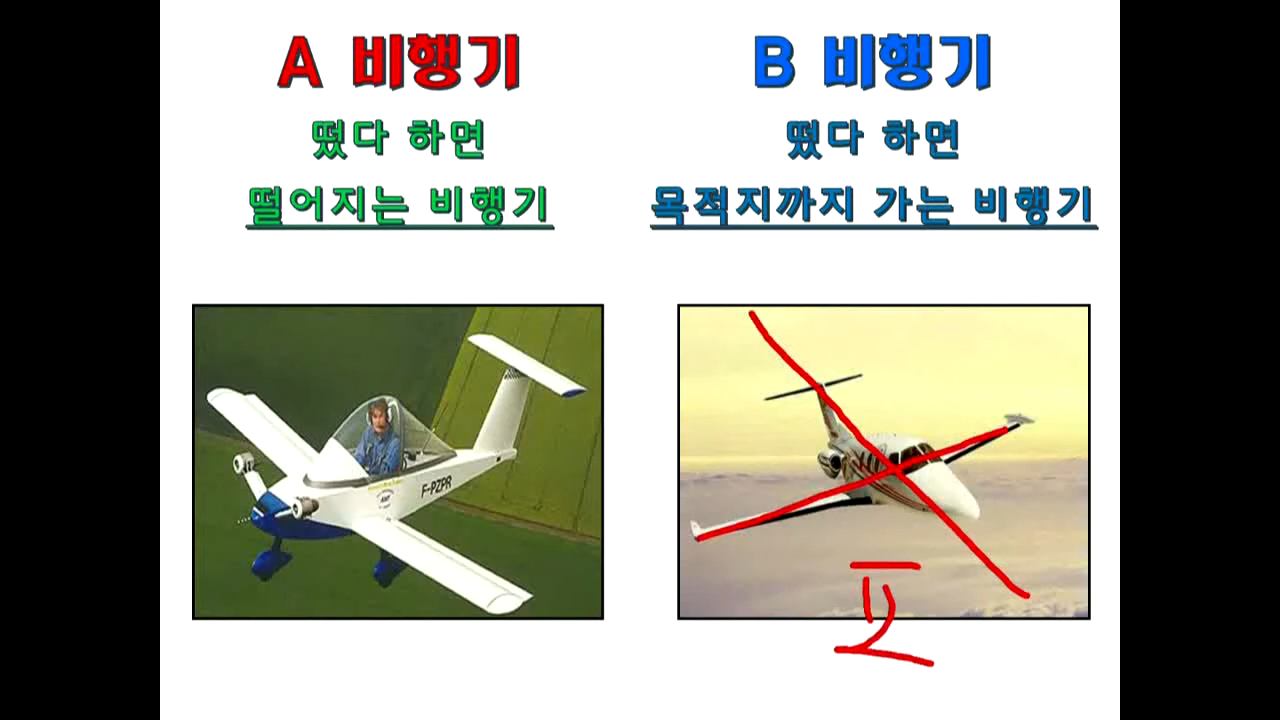 A 비행기
떴다 하면
떨어지는 비행기
B 비행기
떴다 하면
목적지까지 가는 비행기
F-PZPR
표